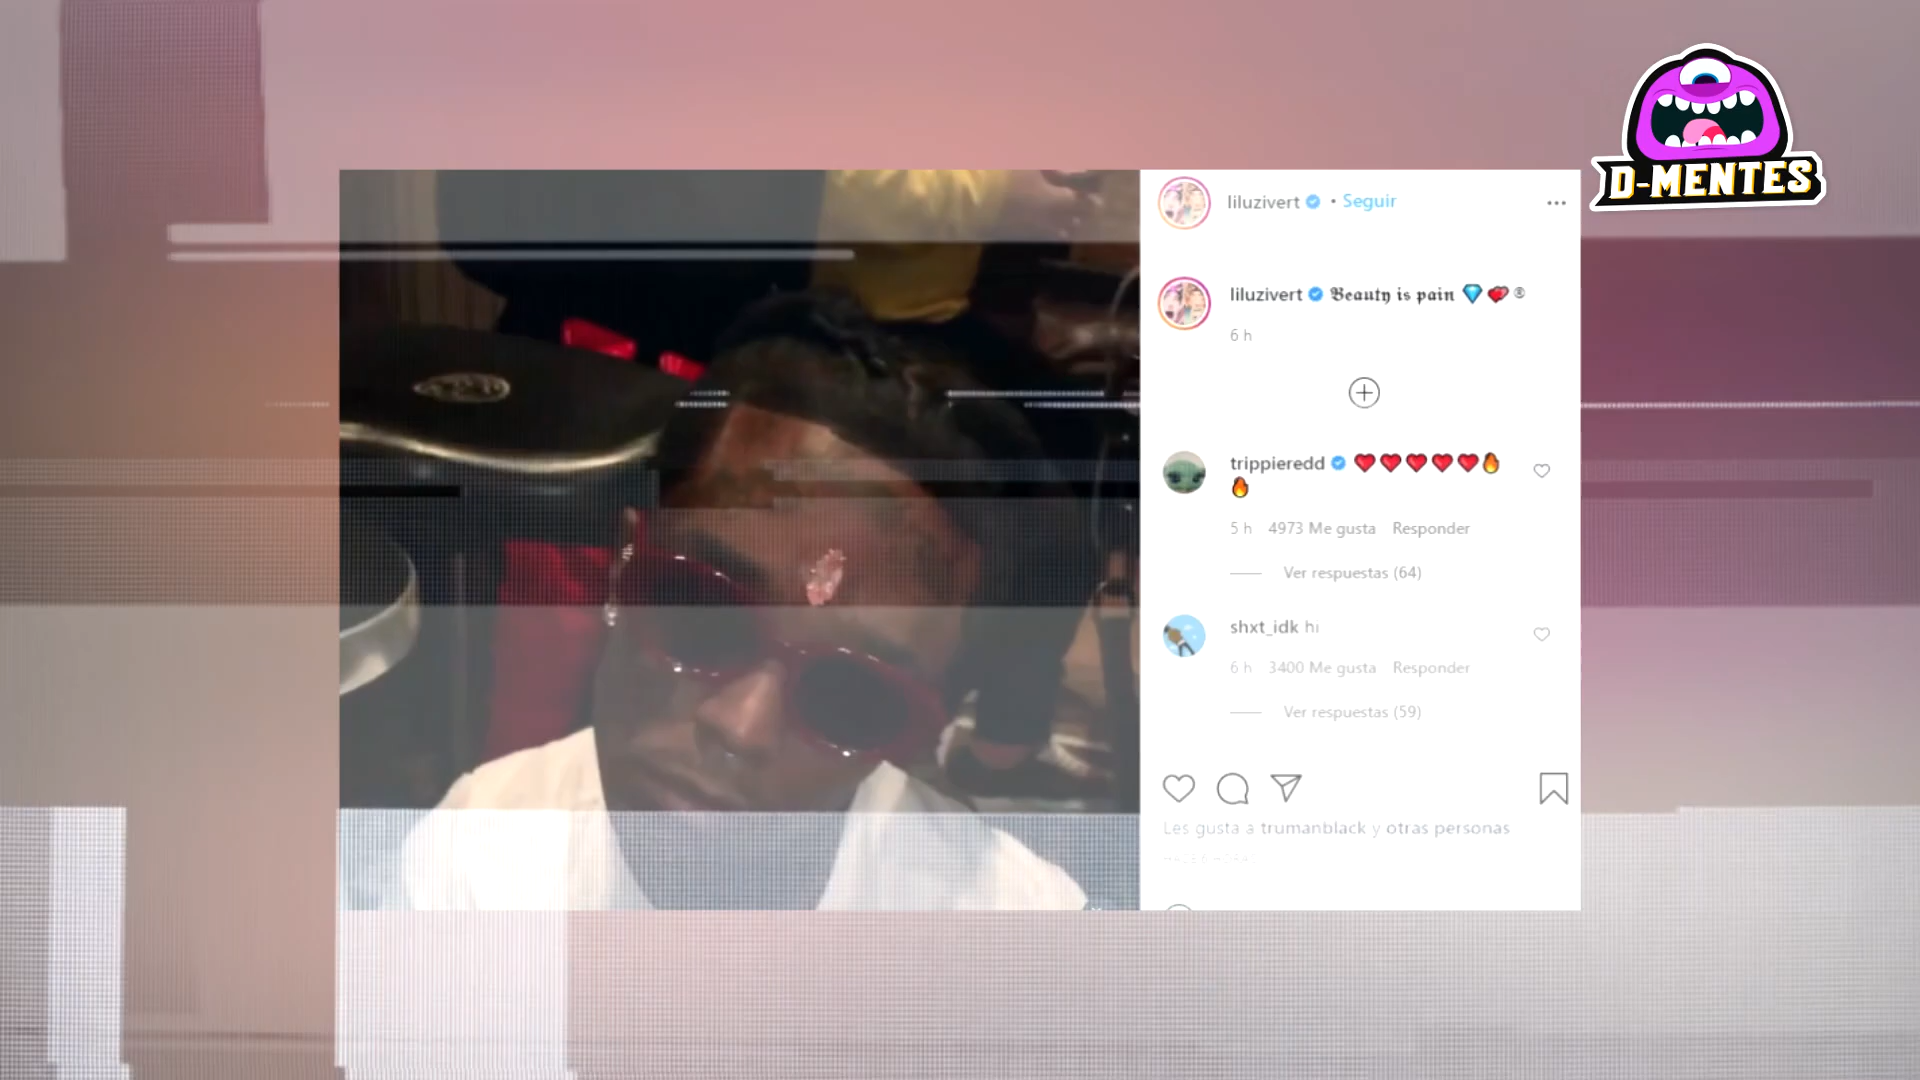 D-MENTES
liluzivert • Seguir
liluzivert 𝕭𝖊𝖆𝖚𝖙𝖞 𝖎𝖘 𝖕𝖆𝖎𝖓 💎💕®
6 h
trippieredd ❤️❤️❤️❤️❤️🔥
🔥
5 h 4973 Me gusta Responder
Ver respuestas (64)
shxt_idk hi
6 h 3400 Me gusta Responder
Ver respuestas (59)
Les gusta a trumanblack y otras personas